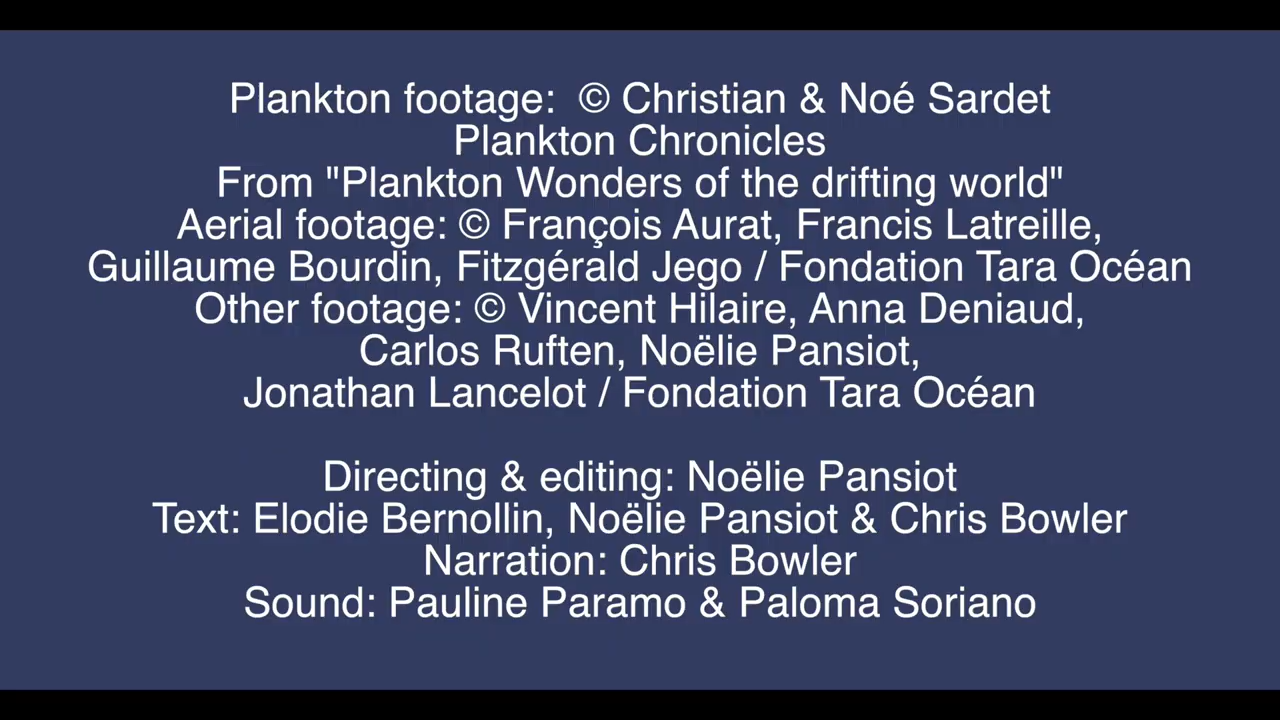 Plankton footage:  © Christian & Noé Sardet
Plankton Chronicles
From "Plankton Wonders of the drifting world"
Aerial footage: © François Aurat, Francis Latreille,
Guillaume Bourdin, Fitzgérald Jego / Fondation Tara Océan
Other footage: © Vincent Hilaire, Anna Deniaud,
Carlos Ruften, Noëlie Pansiot,
Jonathan Lancelot / Fondation Tara Océan
Directing & editing: Noëlie Pansiot
Text: Elodie Bernollin, Noëlie Pansiot & Chris Bowler
Narration: Chris Bowler
Sound: Pauline Paramo & Paloma Soriano